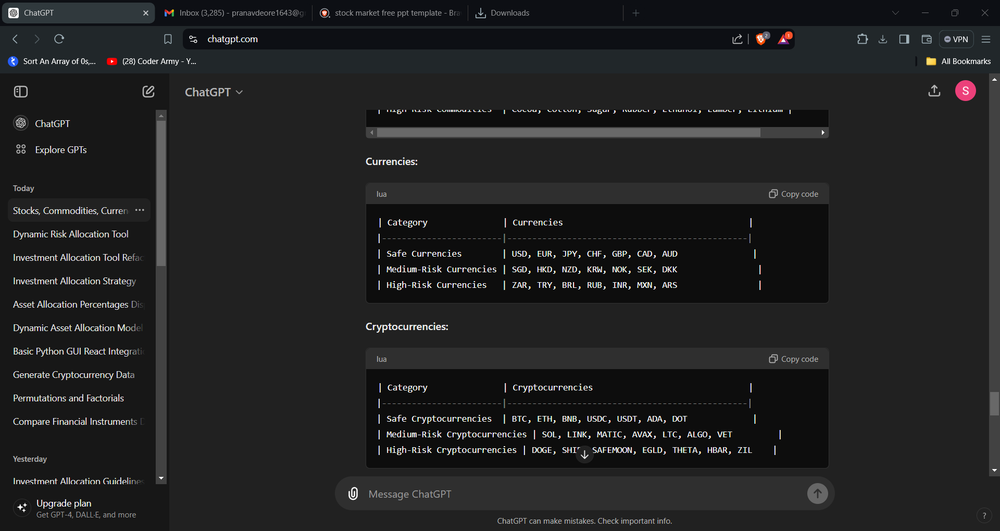 ChatGPT
Inbox (3,285) - pranavdeore1643@g
stock market free ppt template - Bra
Downloads
chatgpt.com
2
1
VPN
Sort An Array of 0s,...
(28) Coder Army - Y...
All Bookmarks
ChatGPT
S
ChatGPT
Explore GPTs
Today
Stocks, Commodities, Curren
Dynamic Risk Allocation Tool
Investment Allocation Tool Refac
Investment Allocation Strategy
Asset Allocation Percentages Dis
Dynamic Asset Allocation Model
Basic Python GUI React Integrati
Generate Cryptocurrency Data
Permutations and Factorials
Compare Financial Instruments D
Yesterday
Investment Allocation Guidelines
Upgrade plan
Get GPT-4, DALL·E, and more
| High-Risk Commodities | Cocoa, Cotton, Sugar, Rubber, Ethanol, Lumber, Lithium |
Currencies:
lua
Copy code
| Category | Currencies |
|------------------------|------------------------------------------------|
| Safe Currencies | USD, EUR, JPY, CHF, GBP, CAD, AUD |
| Medium-Risk Currencies | SGD, HKD, NZD, KRW, NOK, SEK, DKK |
| High-Risk Currencies | ZAR, TRY, BRL, RUB, INR, MXN, ARS |
Cryptocurrencies:
lua
Copy code
| Category | Cryptocurrencies |
|------------------------|------------------------------------------------|
| Safe Cryptocurrencies | BTC, ETH, BNB, USDC, USDT, ADA, DOT |
| Medium-Risk Cryptocurrencies | SOL, LINK, MATIC, AVAX, LTC, ALGO, VET |
| High-Risk Cryptocurrencies | DOGE, SHI SAFEMOON, EGLD, THETA, HBAR, ZIL |
Message ChatGPT
ChatGPT can make mistakes. Check important info.
?